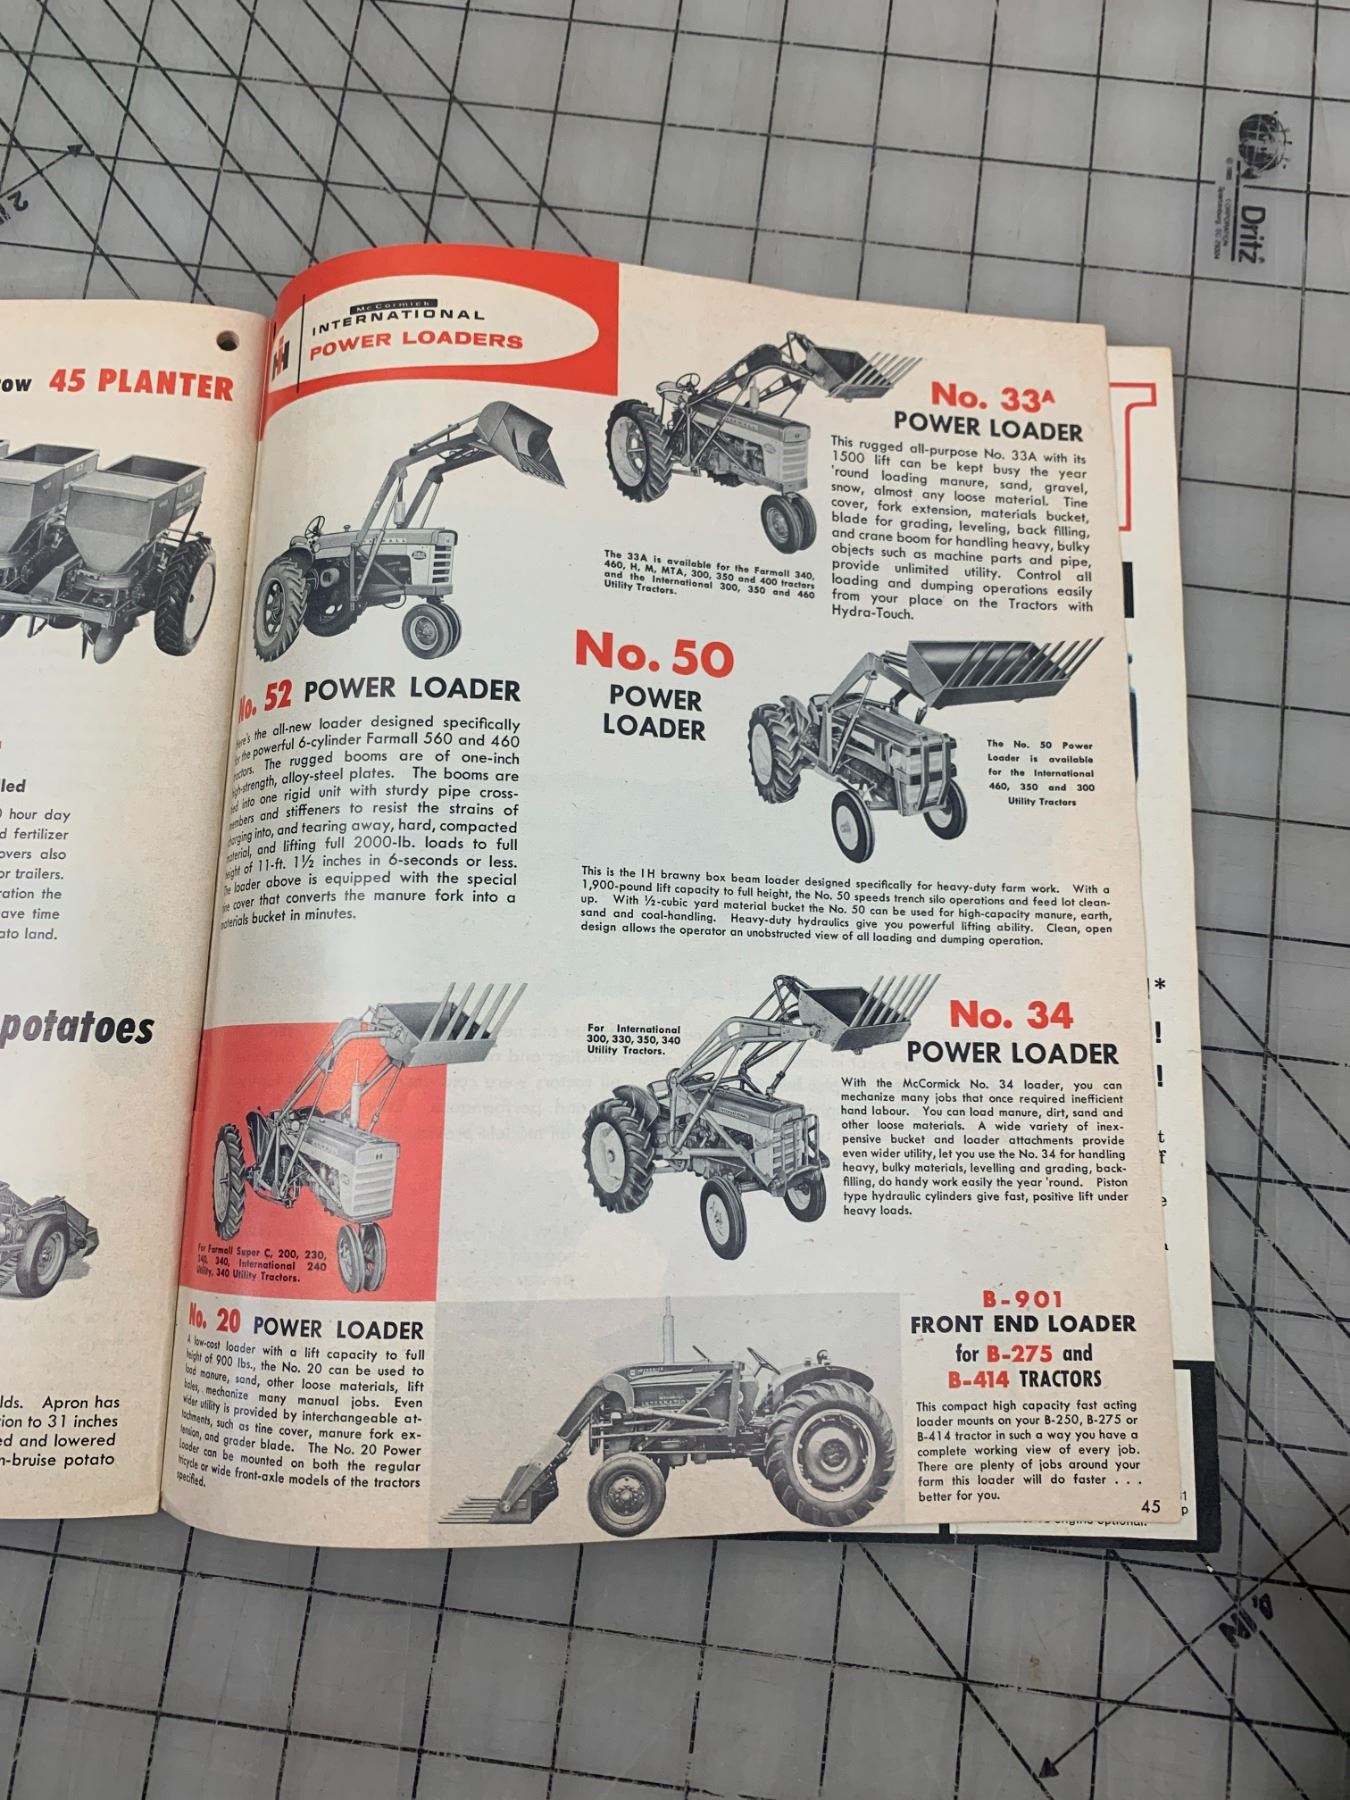 Dritz
CORPORATION
2
row 45 PLANTER
hour day
d fertilizer
overs also
or trailers.
ration the
ave time
ato land.
potatoes
lds. Apron has
tion to 31 inches
ed and lowered
n-bruise potato
McCormick
INTERNATIONAL
POWER LOADERS
No. 52 POWER LOADER
the all-new loader designed specifically
the powerful 6-cylinder Farmall 560 and 460
The rugged booms are of one-inch
alloy-steel plates. The booms are
into one rigid unit with sturdy pipe cross-
and stiffeners to resist the strains of
into, and tearing away, hard, compacted
and lifting full 2000-lb. loads to full
of 11-ft. 1½ inches in 6-seconds or less.
loader above is equipped with the special
cover that converts the manure fork into a
bucket in minutes.
No. 33A
POWER LOADER
This rugged all-purpose No. 33A with its
1500 lift can be kept busy the year
'round loading manure, sand, gravel,
snow, almost any loose material. Tine
cover, fork extension, materials bucket,
blade for grading, leveling, back filling,
and crane boom for handling heavy, bulky
objects such as machine parts and pipe,
provide unlimited utility. Control all
loading and dumping operations easily
from your place on the Tractors with
Hydra-Touch.
The 33A is available for the Farmall 340,
460, H, M, MTA, 300, 350 and 400 tractors
and the International 300, 350 and 460
Utility Tractors.
No. 50
POWER
LOADER
The No. 50 Power
Loader is available
for the International
460, 350 and 300
Utility Tractors
This is the IH brawny box beam loader designed specifically for heavy-duty farm work. With a
1,900-pound lift capacity to full height, the No. 50 speeds trench silo operations and feed lot clean-
up. With ½-cubic yard material bucket the No. 50 can be used for high-capacity manure, earth,
sand and coal-handling. Heavy-duty hydraulics give you powerful lifting ability. Clean, open
design allows the operator an unobstructed view of all loading and dumping operation.
For International
300, 330, 350, 340
Utility Tractors.
No. 34
POWER LOADER
With the McCormick No. 34 loader, you can
mechanize many jobs that once required inefficient
hand labour. You can load manure, dirt, sand and
other loose materials. A wide variety of inex-
pensive bucket and loader attachments provide
even wider utility, let you use the No. 34 for handling
heavy, bulky materials, levelling and grading, back-
filling, do handy work easily the year 'round. Piston
type hydraulic cylinders give fast, positive lift under
heavy loads.
For Farmall Super C, 200, 230,
240, 340, International 240
Utility, 340 Utility Tractors.
No. 20 POWER LOADER
A low-cost loader with a lift capacity to full
height of 900 lbs., the No. 20 can be used to
load manure, sand, other loose materials, lift
bales, mechanize many manual jobs. Even
wider utility is provided by interchangeable at-
tachments, such as tine cover, manure fork ex-
tension, and grader blade. The No. 20 Power
Loader can be mounted on both the regular
tricycle or wide front-axle models of the tractors
specified.
B-901
FRONT END LOADER
for B-275 and
B-414 TRACTORS
This compact high capacity fast acting
loader mounts on your B-250, B-275 or
B-414 tractor in such a way you have a
complete working view of every job.
There are plenty of jobs around your
farm this loader will do faster . . .
better for you.
45